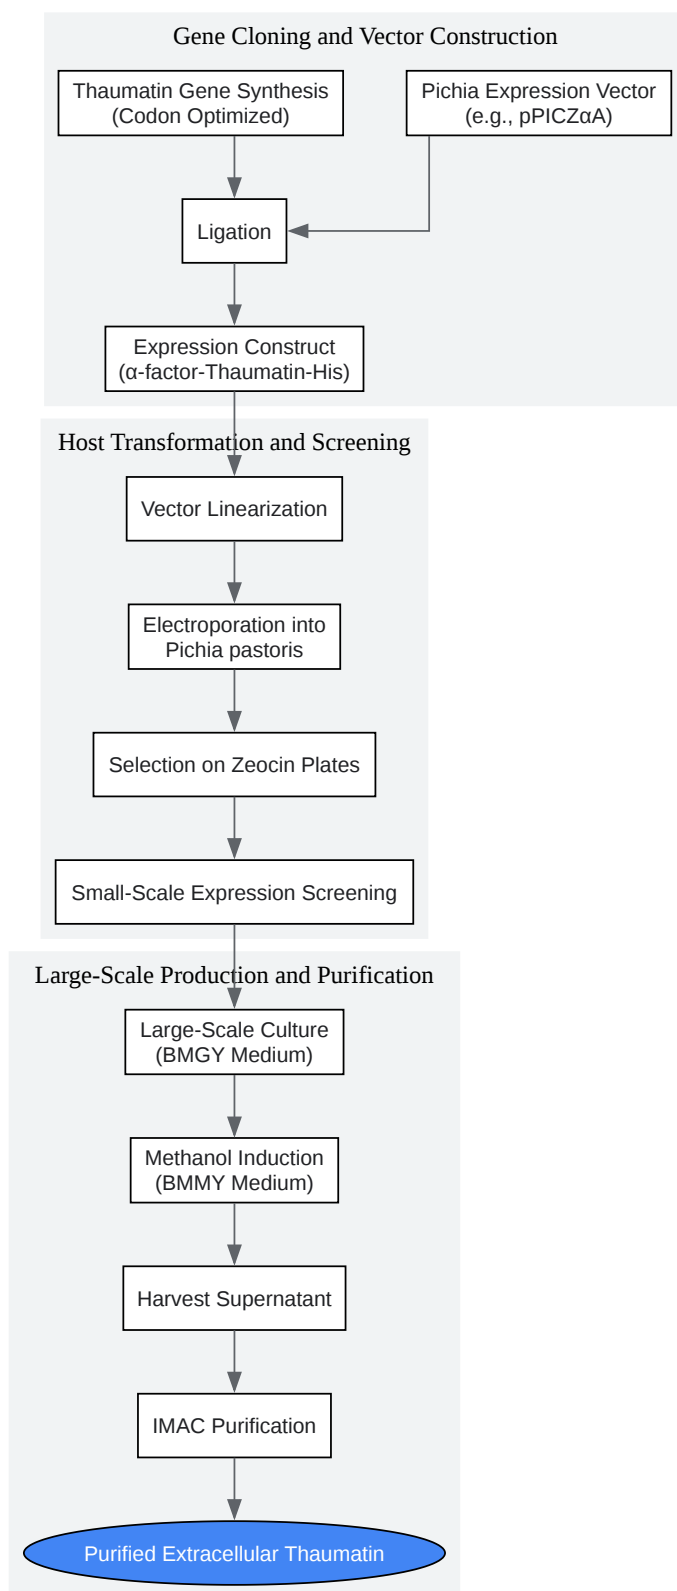 Gene Cloning and Vector Construction
Thaumatin Gene Synthesis
(Codon Optimized)
Pichia Expression Vector
(e.g., pPICZαA)
Ligation
Expression Construct
(α-factor-Thaumatin-His)
Host Transformation and Screening
Vector Linearization
Electroporation into
Pichia pastoris
Selection on Zeocin Plates
Small-Scale Expression Screening
Large-Scale Production and Purification
Large-Scale Culture
(BMGY Medium)
Methanol Induction
(BMMY Medium)
Harvest Supernatant
IMAC Purification
Purified Extracellular Thaumatin